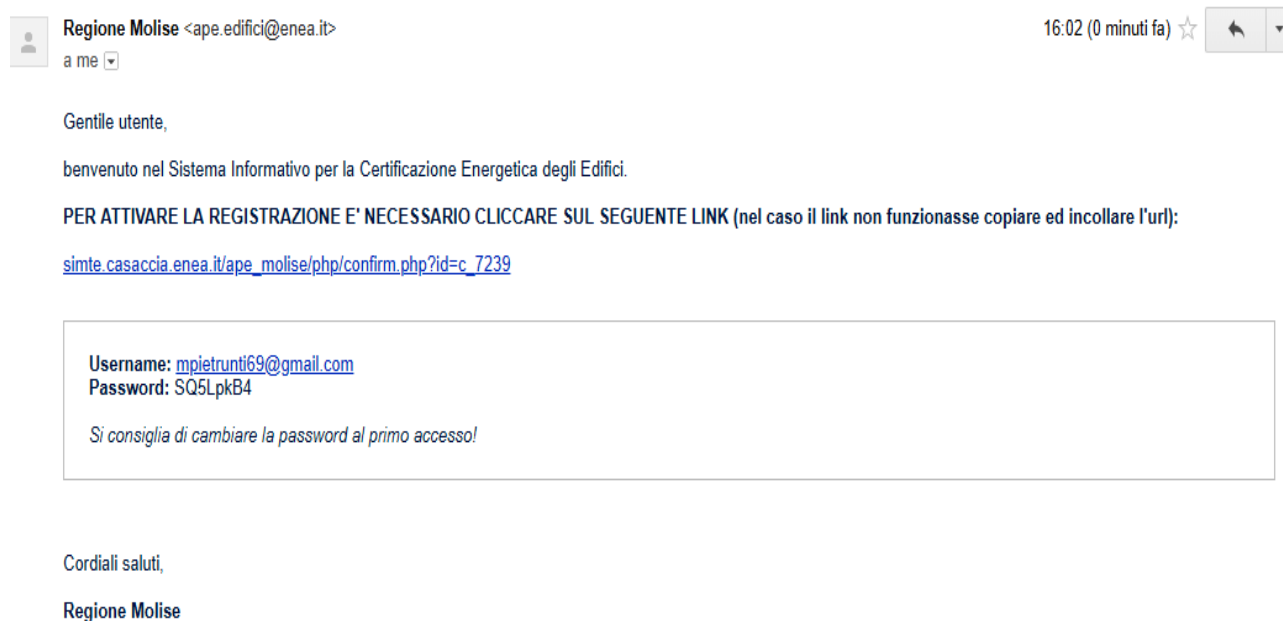 Regione Molise <ape.edifici@enea.it>
16:02 (0 minuti fa)
a me
Gentile utente,
benvenuto nel Sistema Informativo per la Certificazione Energetica degli Edifici.
PER ATTIVARE LA REGISTRAZIONE E' NECESSARIO CLICCARE SUL SEGUENTE LINK (nel caso il link non funzionasse copiare ed incollare l'url):
simte.casaccia.enea.it/ape_molise/php/confirm.php?id=c_7239
Username: mpietrunti69@gmail.com
Password: SQ5LpkB4
Si consiglia di cambiare la password al primo accesso!
Cordiali saluti,
Regione Molise